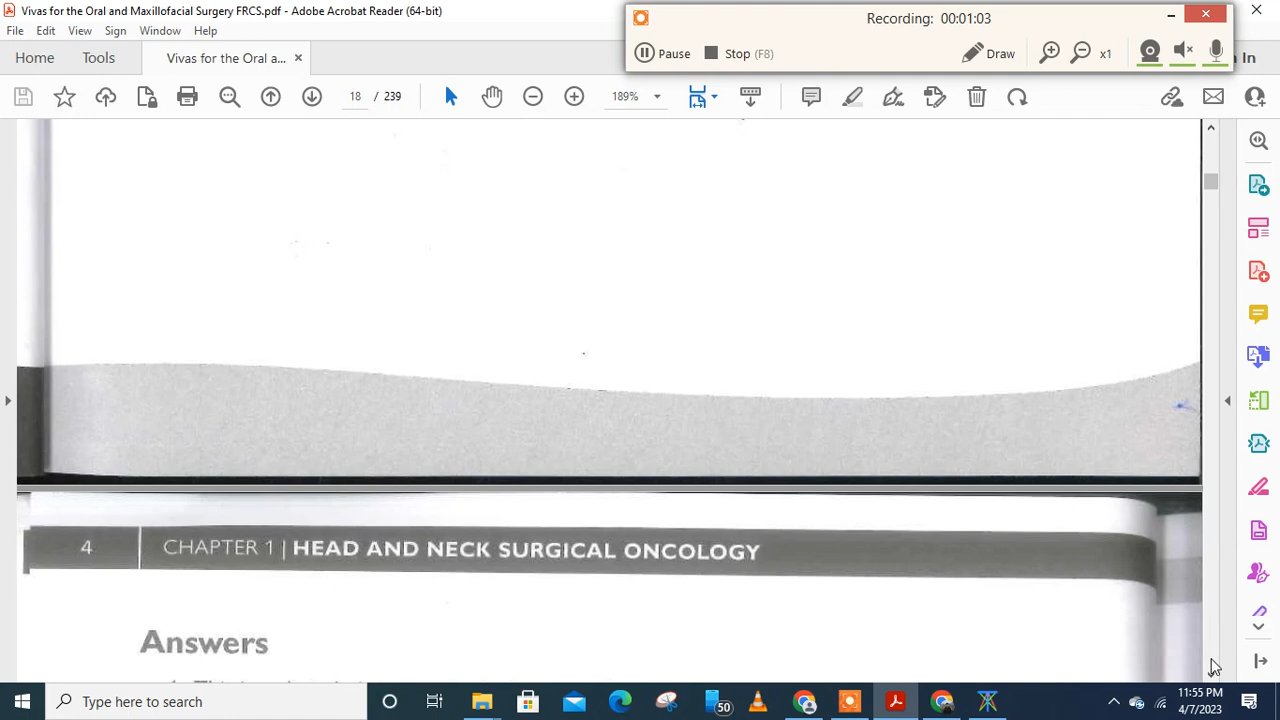 Vivas for the Oral and Maxillofacial Surgery FRCS.pdf - Adobe Acrobat Reader (64-bit)
Recording: 00:01:03
File Edit View Sign Window Help
Pause Stop (F8) Draw x1
Home Tools Vivas for the Oral a... In
18 / 239 189%
4 CHAPTER 1 | HEAD AND NECK SURGICAL ONCOLOGY
Answers
Type here to search
50
11:55 PM
4/7/2023